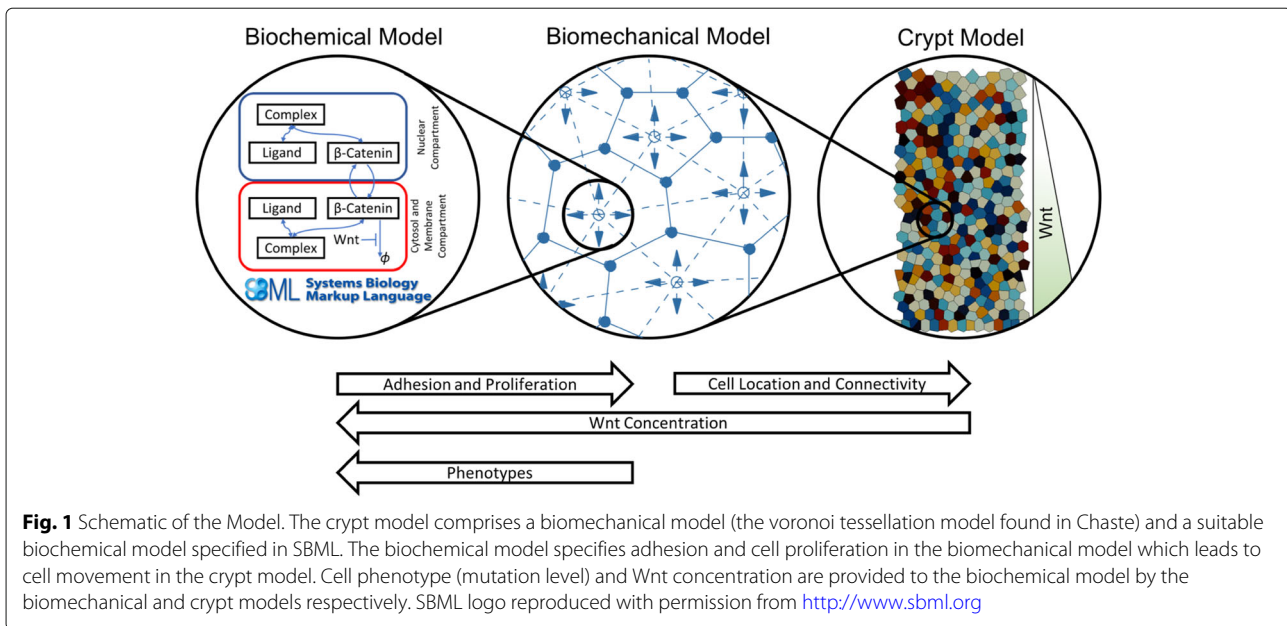 Biochemical Model
Biomechanical Model
Crypt Model
Complex
Ligand
β-Catenin
Nuclear
Compartment
Ligand
β-Catenin
Complex
Wnt
ϕ
Cytosol and
Membrane
Compartment
SBML Systems Biology
Markup Language
Wnt
Adhesion and Proliferation
Cell Location and Connectivity
Wnt Concentration
Phenotypes
Fig. 1 Schematic of the Model. The crypt model comprises a biomechanical model (the voronoi tessellation model found in Chaste) and a suitable
biochemical model specified in SBML. The biochemical model specifies adhesion and cell proliferation in the biomechanical model which leads to
cell movement in the crypt model. Cell phenotype (mutation level) and Wnt concentration are provided to the biochemical model by the
biomechanical and crypt models respectively. SBML logo reproduced with permission from http://www.sbml.org